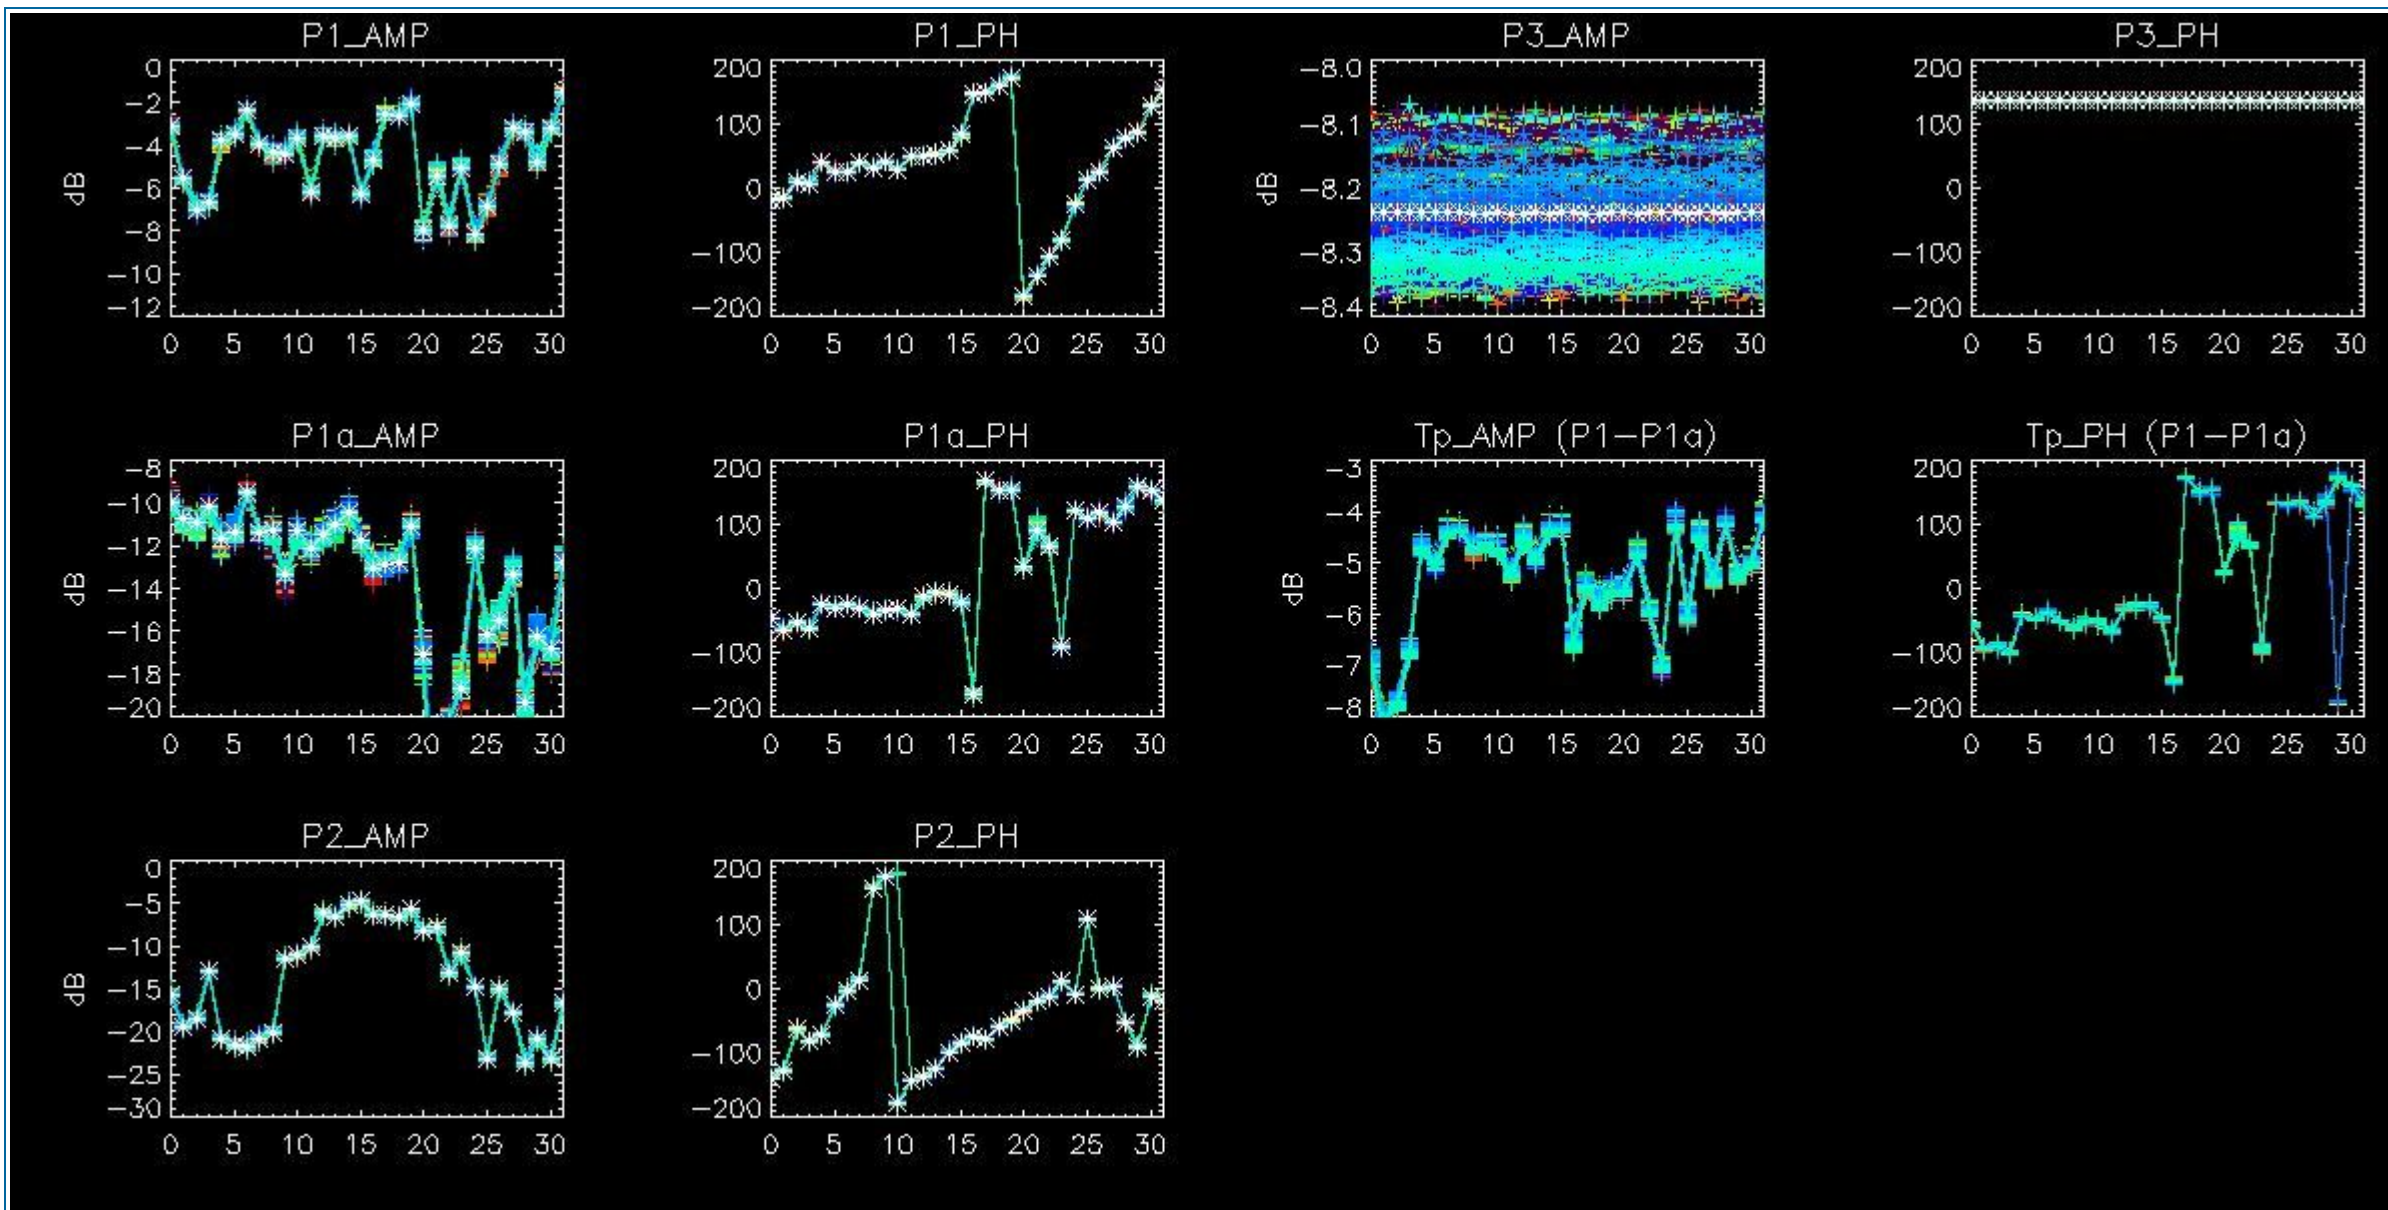 P1_AMP
P1_PH
P3_AMP
P3_PH
0
−2
−4
−6
−8
−10
−12
dB
0 5 10 15 20 25 30
200
100
0
−100
−200
0 5 10 15 20 25 30
−8.0
−8.1
−8.2
−8.3
−8.4
dB
0 5 10 15 20 25 30
200
100
0
−100
−200
0 5 10 15 20 25 30
P1a_AMP
P1a_PH
Tp_AMP (P1−P1a)
Tp_PH (P1−P1a)
−8
−10
−12
−14
−16
−18
−20
dB
0 5 10 15 20 25 30
200
100
0
−100
−200
0 5 10 15 20 25 30
−3
−4
−5
−6
−7
−8
dB
0 5 10 15 20 25 30
200
100
0
−100
−200
0 5 10 15 20 25 30
P2_AMP
P2_PH
0
−5
−10
−15
−20
−25
−30
dB
0 5 10 15 20 25 30
200
100
0
−100
−200
0 5 10 15 20 25 30